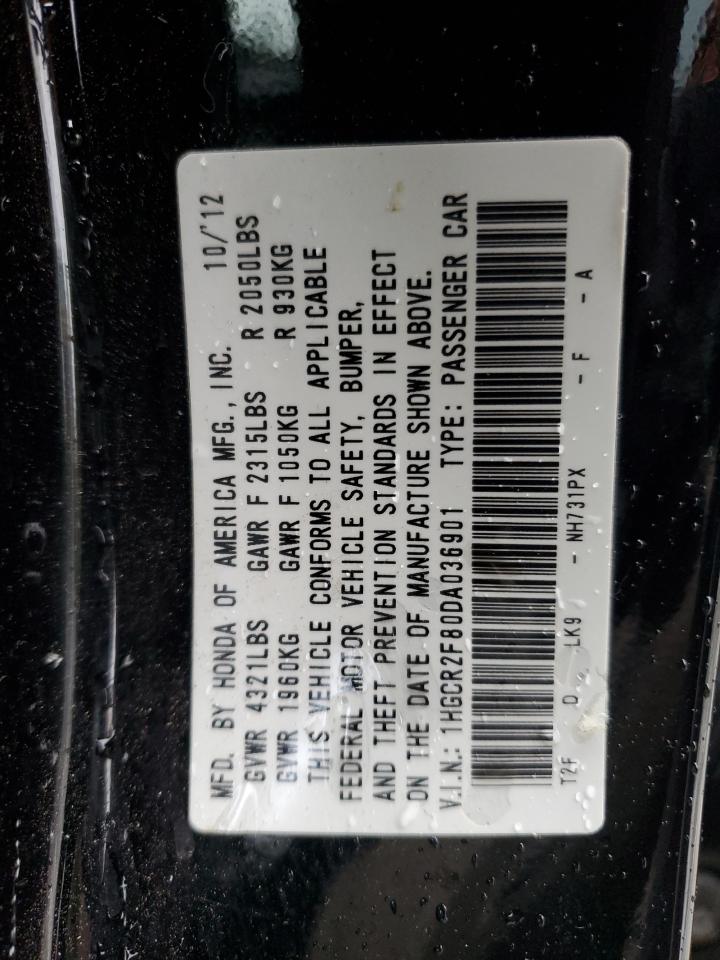 MFD. BY HONDA OF AMERICA MFG., INC. 10/'12
GVWR 4321LBS GAWR F 2315LBS R 2050LBS
GVWR 1960KG GAWR F 1050KG R 930KG
THIS VEHICLE CONFORMS TO ALL APPLICABLE
FEDERAL MOTOR VEHICLE SAFETY, BUMPER,
AND THEFT PREVENTION STANDARDS IN EFFECT
ON THE DATE OF MANUFACTURE SHOWN ABOVE.
V.I.N.: 1HGCR2F80DA036901 TYPE: PASSENGER CAR
T2F D LK9 - NH731PX - F - A